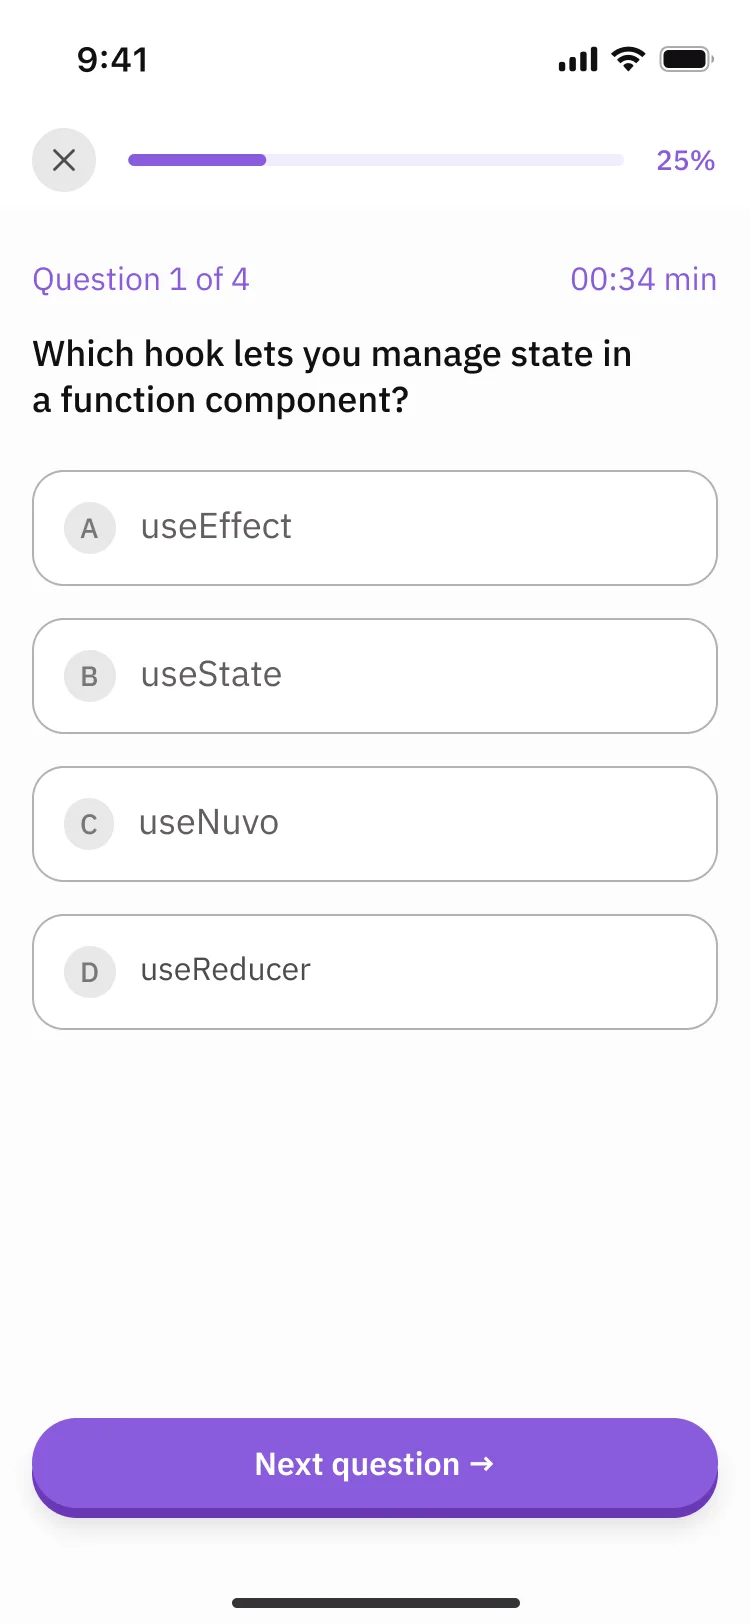 9:41
25%
Question 1 of 4
00:34 min
Which hook lets you manage state in
a function component?
A useEffect
B useState
C useNuvo
D useReducer
Next question →